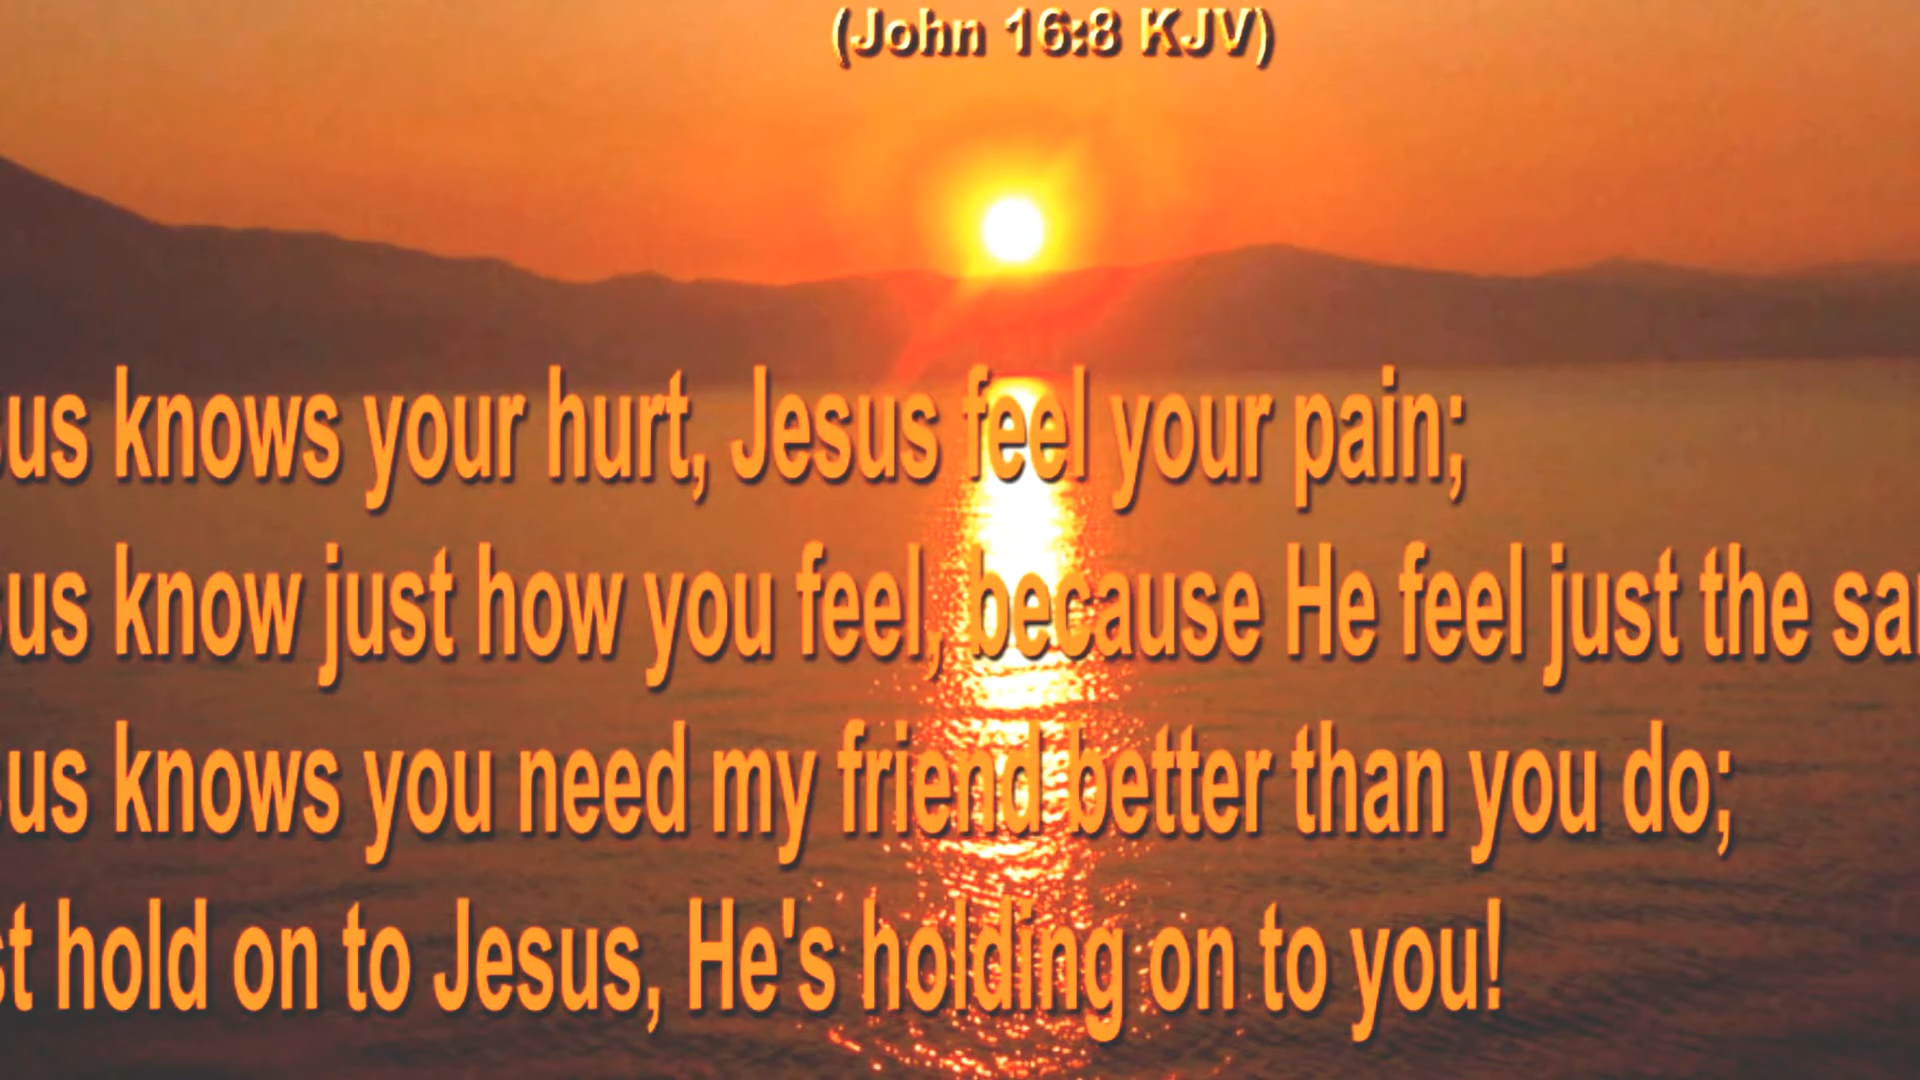 (John 16:8 KJV)
us knows your hurt, Jesus feel your pain;
us know just how you feel, because He feel just the sa
us knows you need my friend better than you do;
t hold on to Jesus, He's holding on to you!